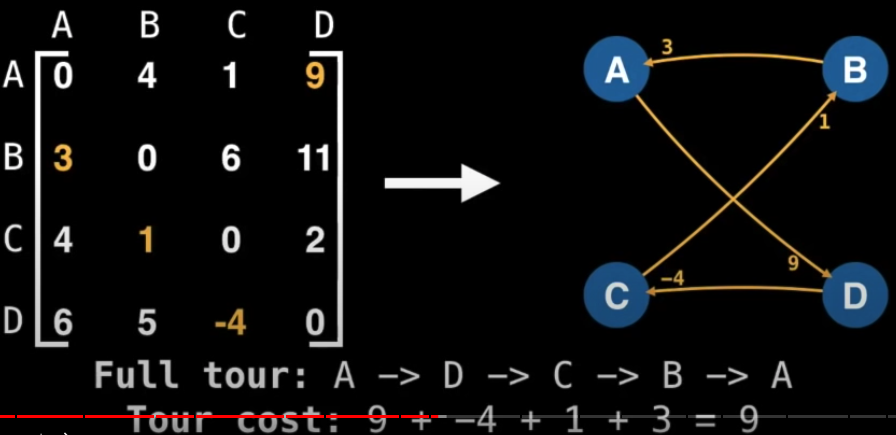 A B C D
A 0 4 1 9
B 3 0 6 11
C 4 1 0 2
D 6 5 -4 0
A 3 B
1
C -4 9 D
Full tour: A -> D -> C -> B -> A
Tour cost: 9 + -4 + 1 + 3 = 9